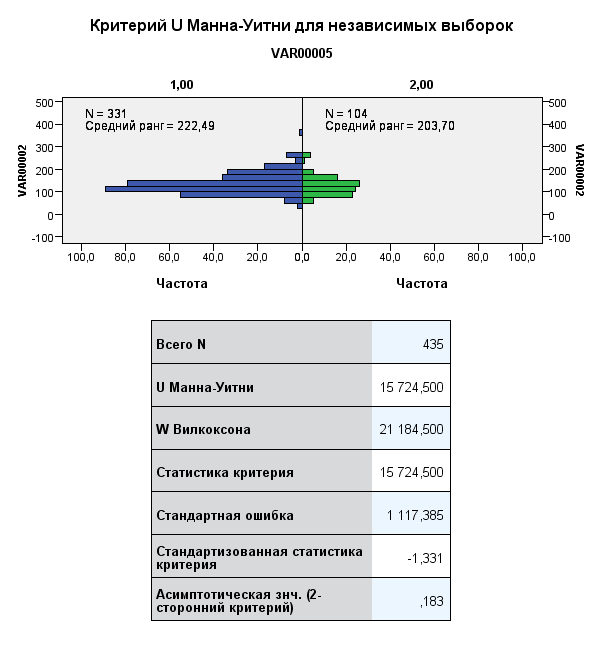 Критерий U Манна-Уитни для независимых выборок
VAR00005
1,00 2,00
N = 331
Средний ранг = 222,49
N = 104
Средний ранг = 203,70
500 500
400 400
300 300
200 200
100 100
0 0
-100 -100
VAR00002
VAR00002
100,0 80,0 60,0 40,0 20,0 0,0 20,0 40,0 60,0 80,0 100,0
Частота Частота
Всего N 435
U Манна-Уитни 15 724,500
W Вилкоксона 21 184,500
Статистика критерия 15 724,500
Стандартная ошибка 1 117,385
Стандартизованная статистика
критерия -1,331
Асимптотическая знч. (2-
сторонний критерий) ,183